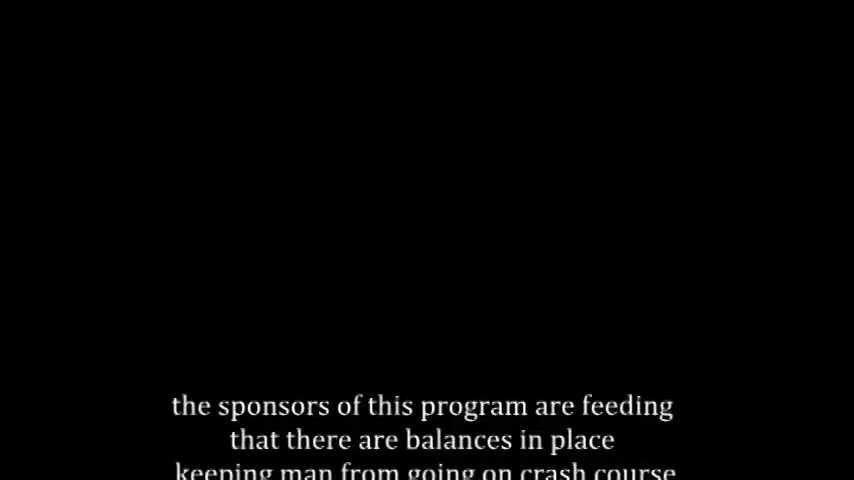 the sponsors of this program are feeding
that there are balances in place
keeping man from going on crash course